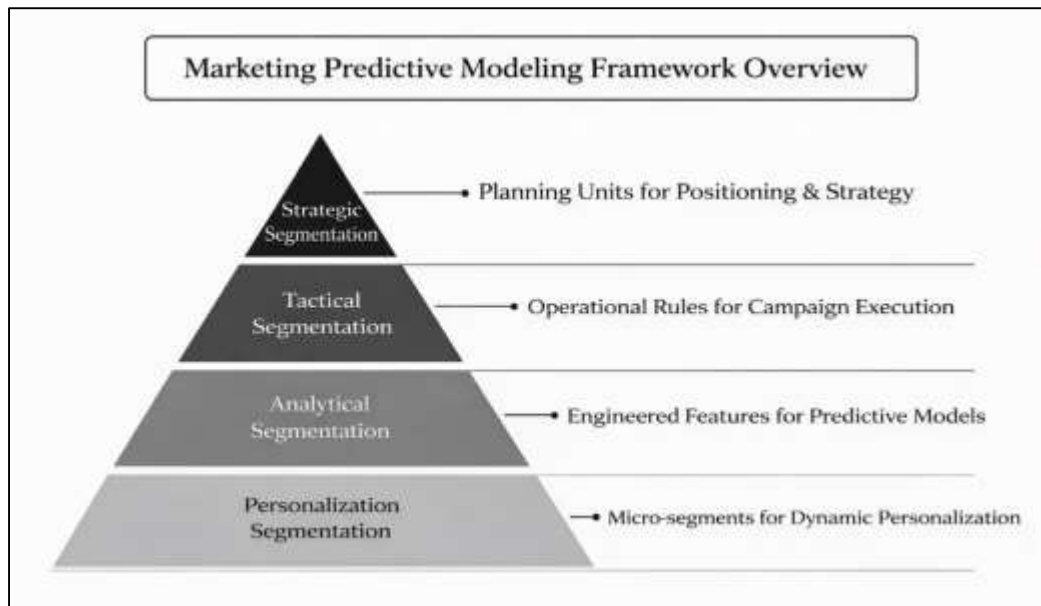 Marketing Predictive Modeling Framework Overview
Strategic
Segmentation
Planning Units for Positioning & Strategy
Tactical
Segmentation
Operational Rules for Campaign Execution
Analytical
Segmentation
Engineered Features for Predictive Models
Personalization
Segmentation
Micro-segments for Dynamic Personalization